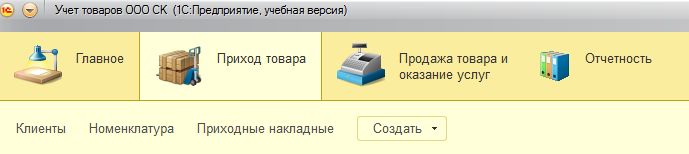 1С Учет товаров ООО СК (1С:Предприятие, учебная версия)
Главное
Приход товара
Продажа товара и
оказание услуг
Отчетность
Клиенты Номенклатура Приходные накладные Создать